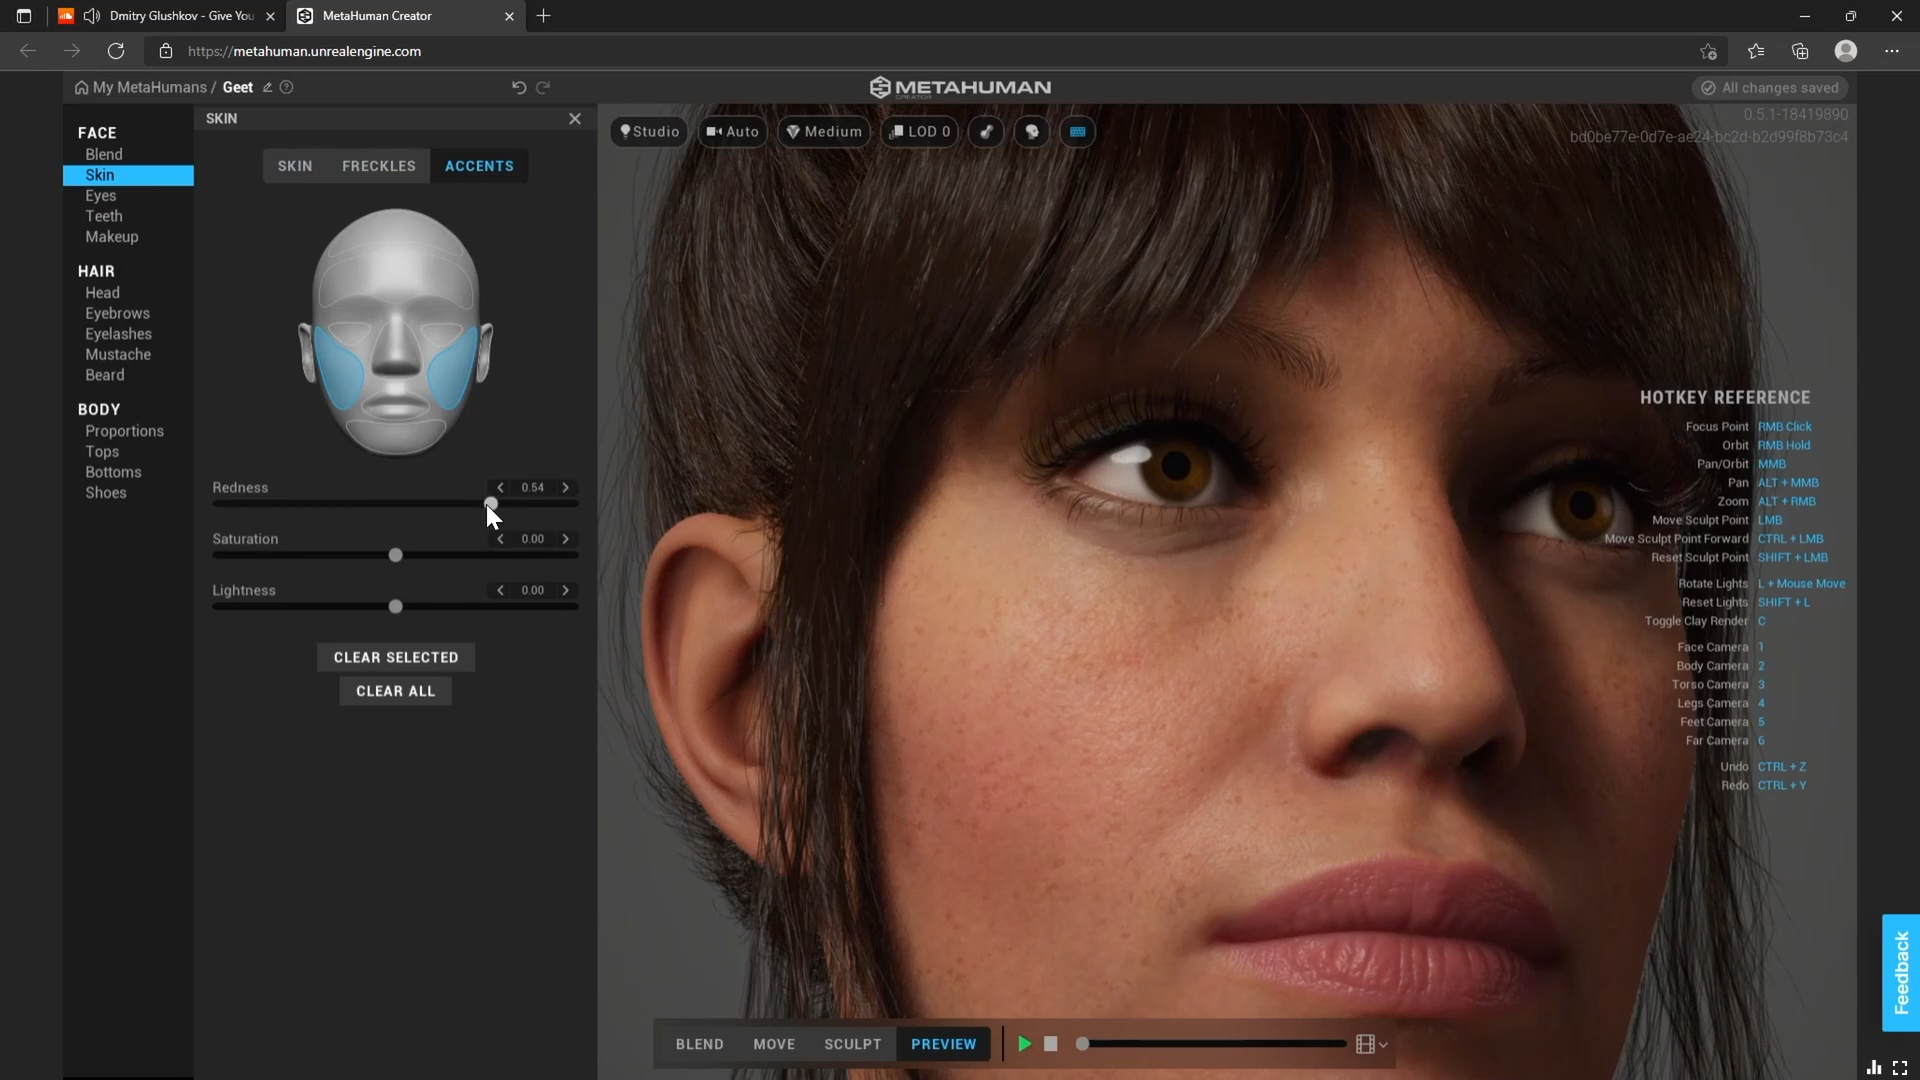 Dmitry Glushkov - Give You
MetaHuman Creator
https://metahuman.unrealengine.com
My MetaHumans / Geet
METAHUMAN
CREATOR
All changes saved
0.5.1-18419890
bd0be77e-0d7e-ae24-bc2d-b2d99f8b73c4
FACE
Blend
Skin
Eyes
Teeth
Makeup
HAIR
Head
Eyebrows
Eyelashes
Mustache
Beard
BODY
Proportions
Tops
Bottoms
Shoes
SKIN
SKIN FRECKLES ACCENTS
Redness 0.54
Saturation 0.00
Lightness 0.00
CLEAR SELECTED
CLEAR ALL
Studio Auto Medium LOD 0
HOTKEY REFERENCE
Focus Point RMB Click
Orbit RMB Hold
Pan/Orbit MMB
Pan ALT + MMB
Zoom ALT + RMB
Move Sculpt Point LMB
Move Sculpt Point Forward CTRL + LMB
Reset Sculpt Point SHIFT + LMB
Rotate Lights L + Mouse Move
Reset Lights SHIFT + L
Toggle Clay Render C
Face Camera 1
Body Camera 2
Torso Camera 3
Legs Camera 4
Feet Camera 5
Far Camera 6
Undo CTRL + Z
Redo CTRL + Y
BLEND MOVE SCULPT PREVIEW
Feedback